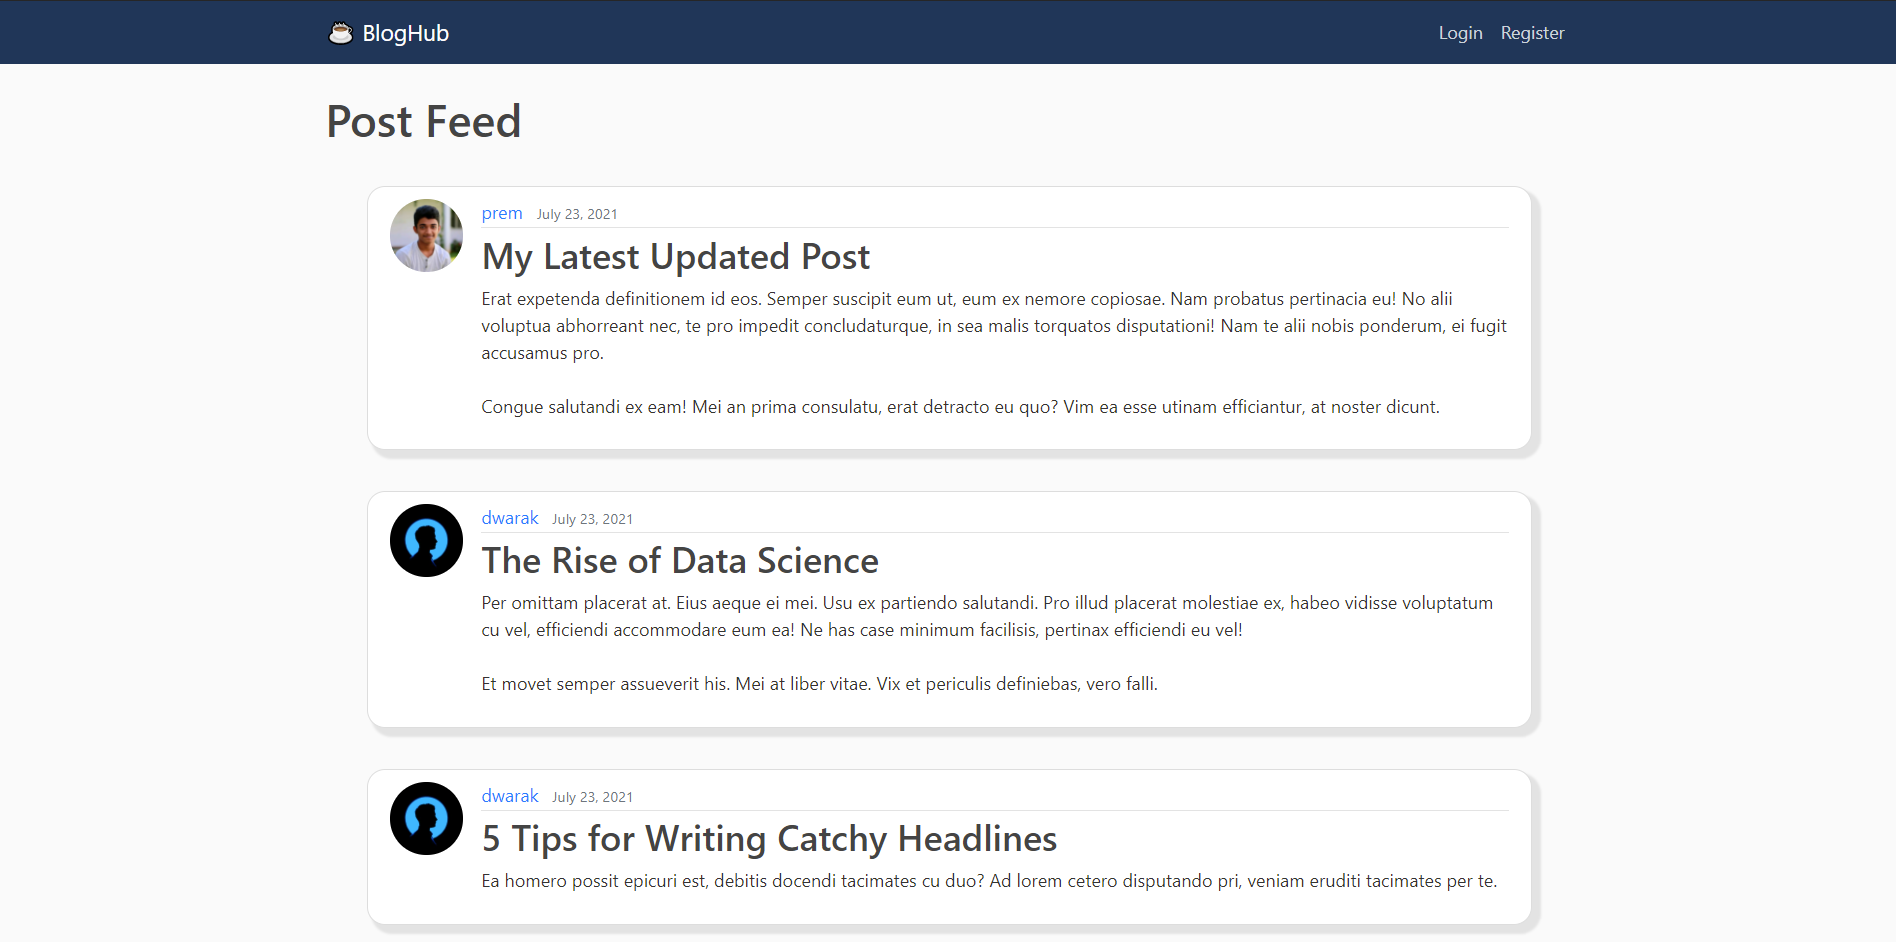 BlogHub
Login Register
Post Feed
prem July 23, 2021
My Latest Updated Post
Erat expetenda definitionem id eos. Semper suscipit eum ut, eum ex nemore copiosae. Nam probatus pertinacia eu! No alii
voluptua abhorreant nec, te pro impedit concludaturque, in sea malis torquatos disputationi! Nam te alii nobis ponderum, ei fugit
accusamus pro.
Congue salutandi ex eam! Mei an prima consulatu, erat detracto eu quo? Vim ea esse utinam efficiantur, at noster dicunt.
dwarak July 23, 2021
The Rise of Data Science
Per omittam placerat at. Eius aeque ei mei. Usu ex partiendo salutandi. Pro illud placerat molestiae ex, habeo vidisse voluptatum
cu vel, efficiendi accommodare eum ea! Ne has case minimum facilisis, pertinax efficiendi eu vel!
Et movet semper assueverit his. Mei at liber vitae. Vix et periculis definiebas, vero falli.
dwarak July 23, 2021
5 Tips for Writing Catchy Headlines
Ea homero possit epicuri est, debitis docendi tacimates cu duo? Ad lorem cetero disputando pri, veniam eruditi tacimates per te.